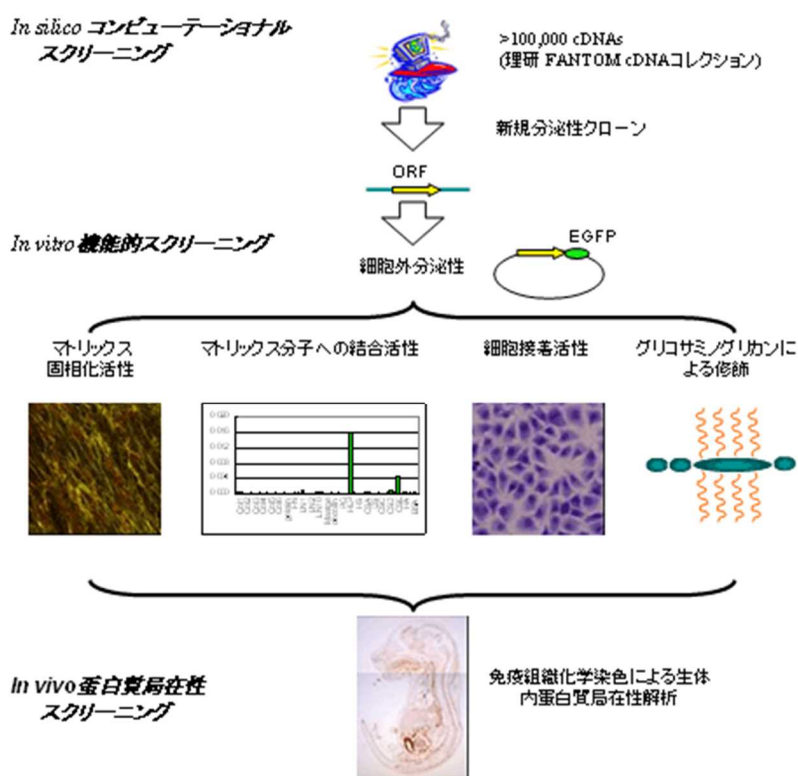 In silico コンピューテーショナル
スクリーニング
>100,000 cDNAs
(理研 FANTOM cDNAコレクション)
新規分泌性クローン
ORF
In vitro 機能的スクリーニング
EGFP
細胞外分泌性
マトリックス
固相化活性
マトリックス分子への結合活性
細胞接着活性
グリコサミノグリカンに
よる修飾
In vivo 蛋白質局在性
スクリーニング
免疫組織化学染色による生体
内蛋白質局在性解析